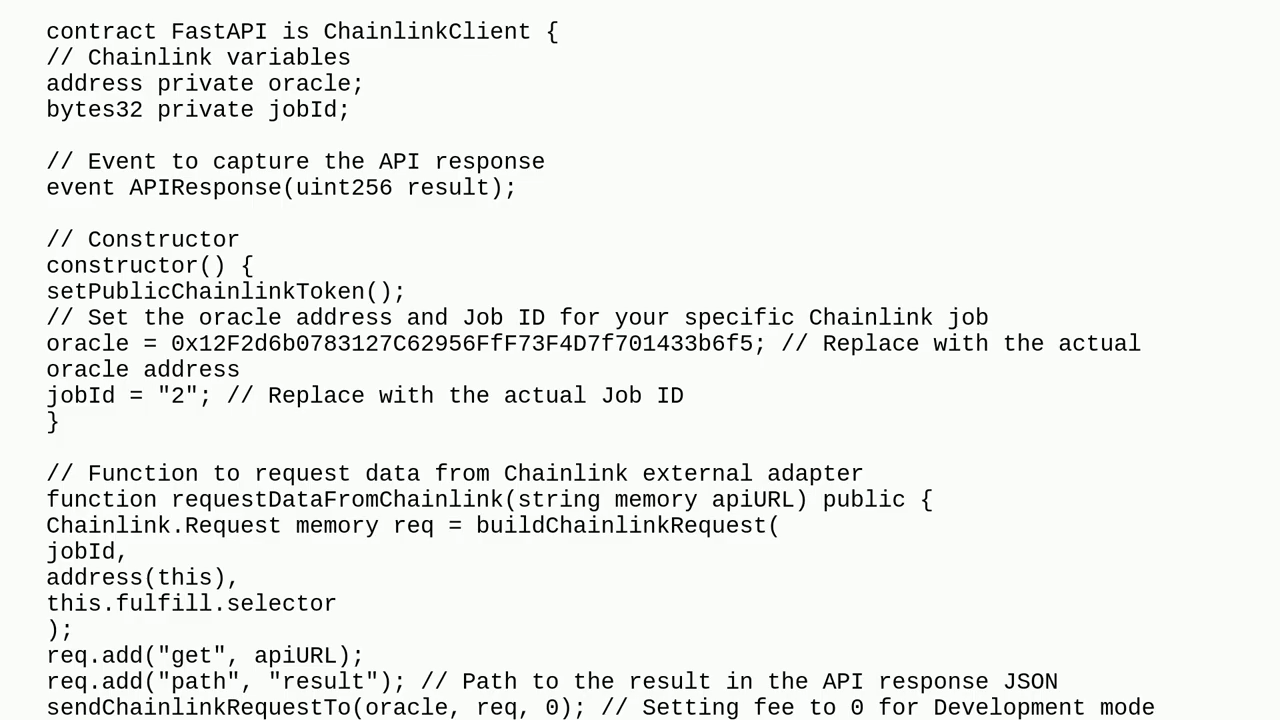 contract FastAPI is ChainlinkClient {
// Chainlink variables
address private oracle;
bytes32 private jobId;

// Event to capture the API response
event APIResponse(uint256 result);

// Constructor
constructor() {
setPublicChainlinkToken();
// Set the oracle address and Job ID for your specific Chainlink job
oracle = 0x12F2d6b0783127C62956FfF73F4D7f701433b6f5; // Replace with the actual
oracle address
jobId = "2"; // Replace with the actual Job ID
}

// Function to request data from Chainlink external adapter
function requestDataFromChainlink(string memory apiURL) public {
Chainlink.Request memory req = buildChainlinkRequest(
jobId,
address(this),
this.fulfill.selector
);
req.add("get", apiURL);
req.add("path", "result"); // Path to the result in the API response JSON
sendChainlinkRequestTo(oracle, req, 0); // Setting fee to 0 for Development mode